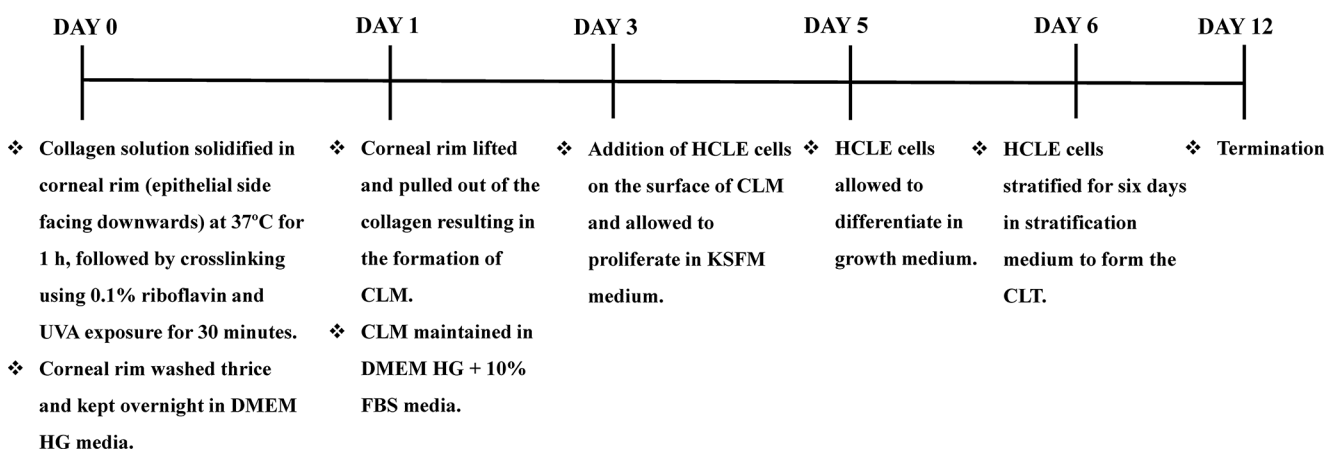 DAY 0
DAY 1
DAY 3
DAY 5
DAY 6
DAY 12
❖ Collagen solution solidified in
corneal rim (epithelial side
facing downwards) at 37ºC for
1 h, followed by crosslinking
using 0.1% riboflavin and
UVA exposure for 30 minutes.
❖ Corneal rim washed thrice
and kept overnight in DMEM
HG media.
❖ Corneal rim lifted
and pulled out of the
collagen resulting in
the formation of
CLM.
❖ CLM maintained in
DMEM HG + 10%
FBS media.
❖ Addition of HCLE cells
on the surface of CLM
and allowed to
proliferate in KSFM
medium.
❖ HCLE cells
allowed to
differentiate in
growth medium.
❖ HCLE cells
stratified for six days
in stratification
medium to form the
CLT.
❖ Termination